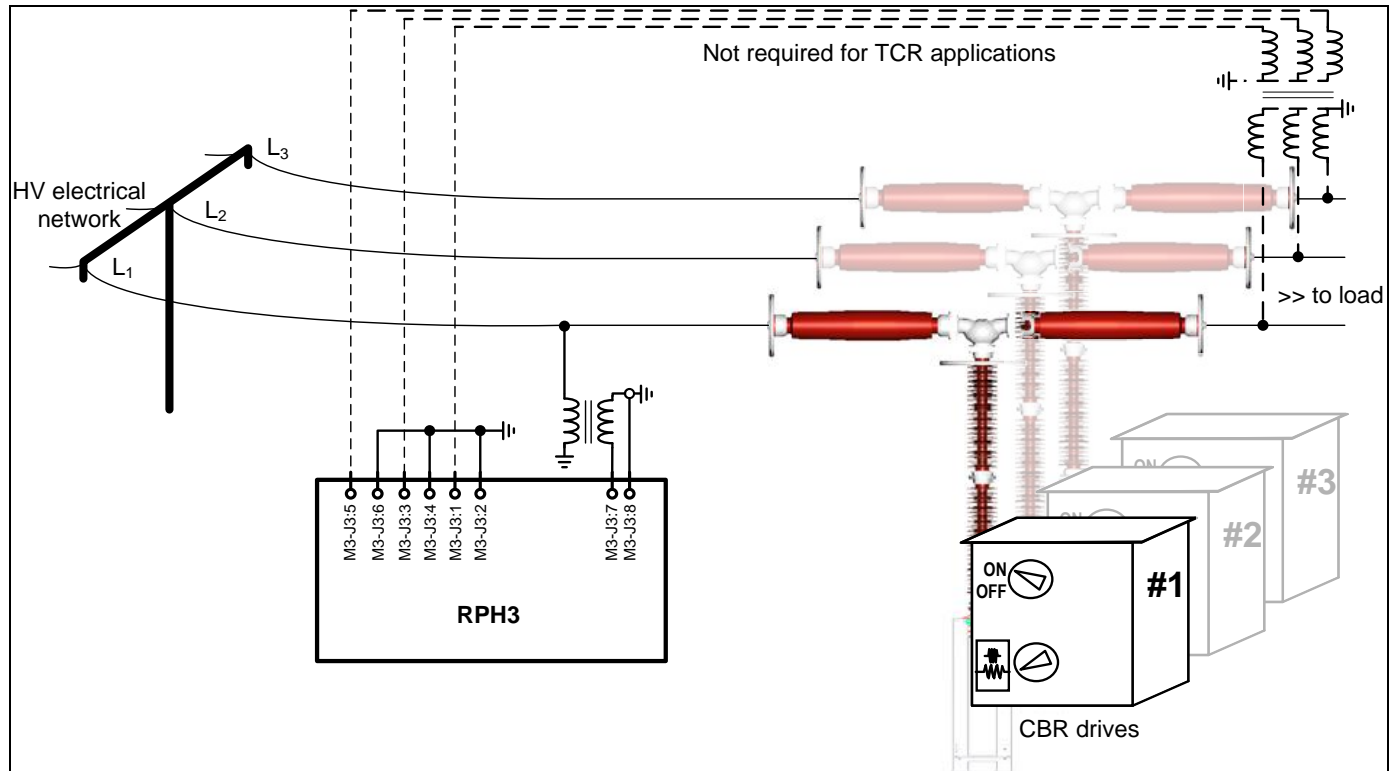 Not required for TCR applications
L3
HV electrical
network
L2
L1
>> to load
M3-J3:5
M3-J3:6
M3-J3:3
M3-J3:4
M3-J3:1
M3-J3:2
M3-J3:7
M3-J3:8
RPH3
ON
#3
ON
#2
ON
OFF
#1
CBR drives